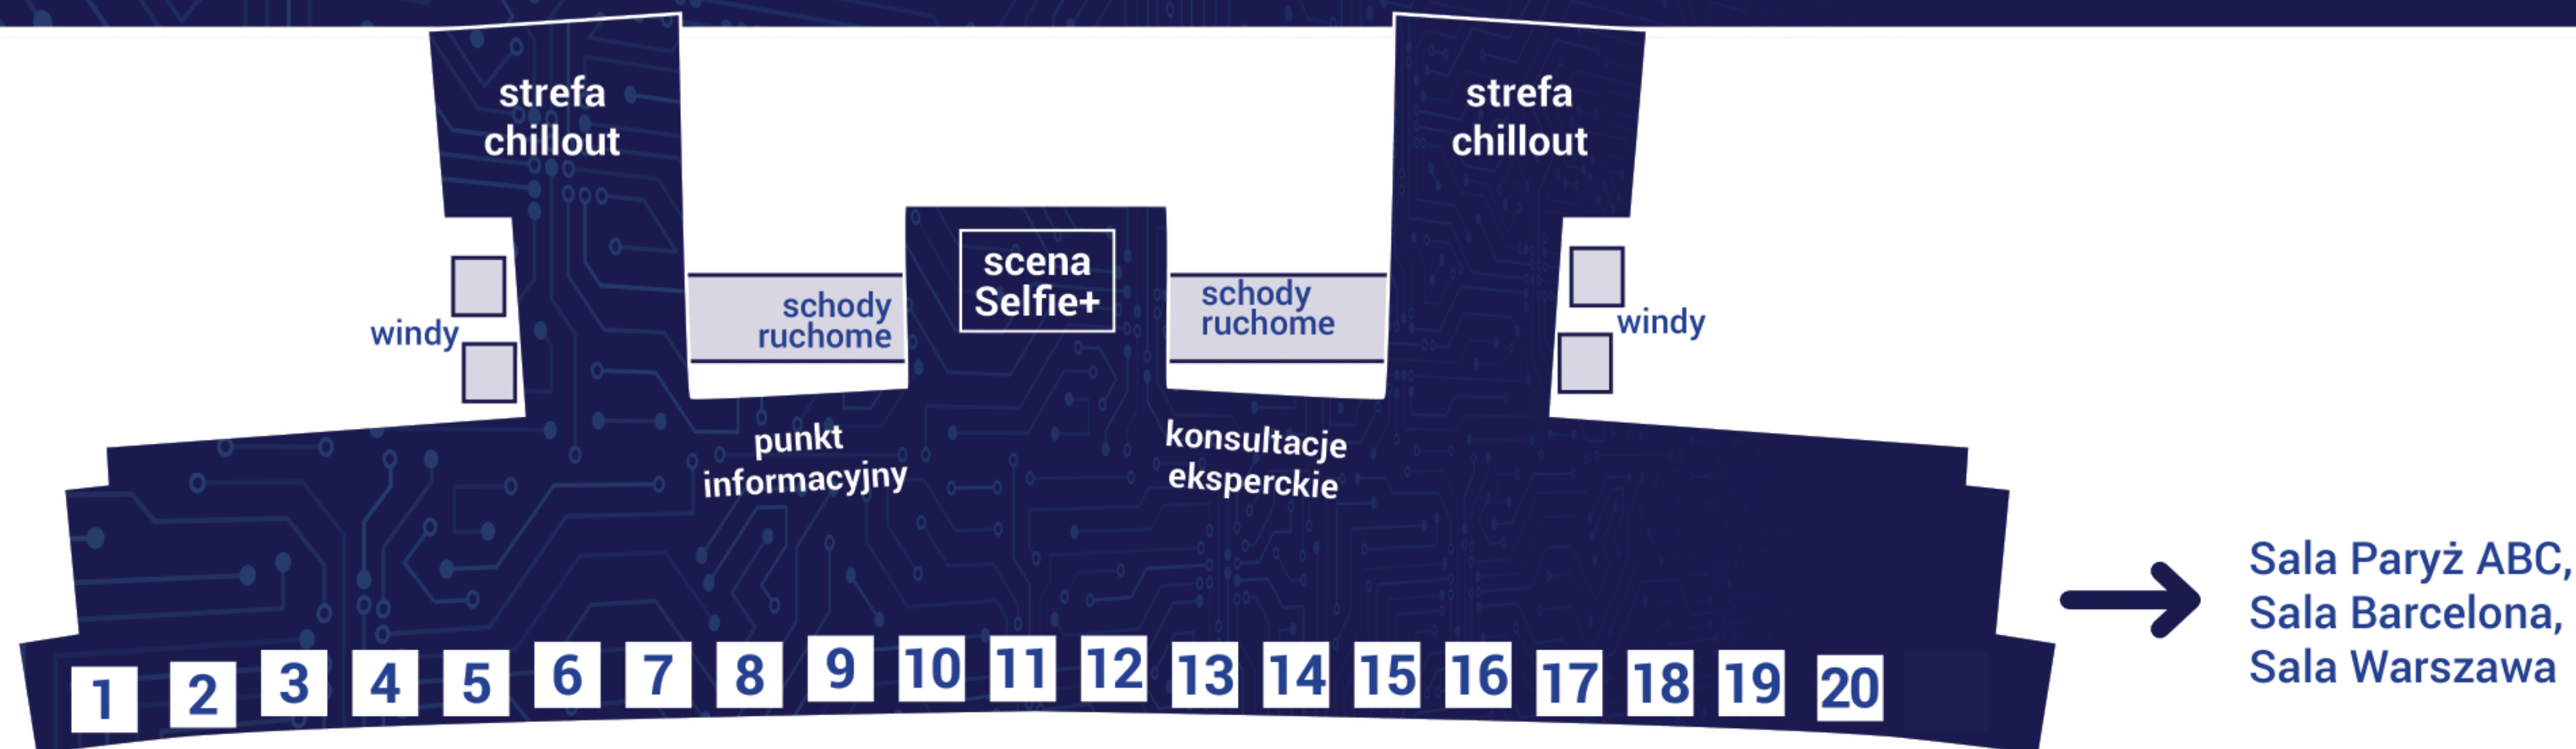 strefa
chillout
strefa
chillout
scena
Selfie+
schody
ruchome
schody
ruchome
windy
windy
punkt
informacyjny
konsultacje
eksperckie
Sala Paryż ABC,
Sala Barcelona,
Sala Warszawa
1 2 3 4 5 6 7 8 9 10 11 12 13 14 15 16 17 18 19 20